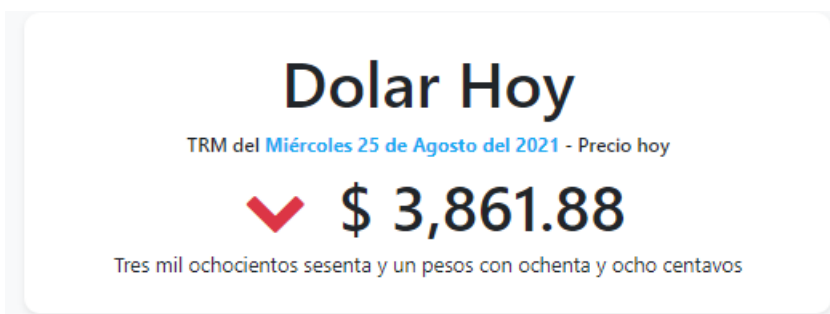 Dolar Hoy
TRM del Miércoles 25 de Agosto del 2021 - Precio hoy
$ 3,861.88
Tres mil ochocientos sesenta y un pesos con ochenta y ocho centavos